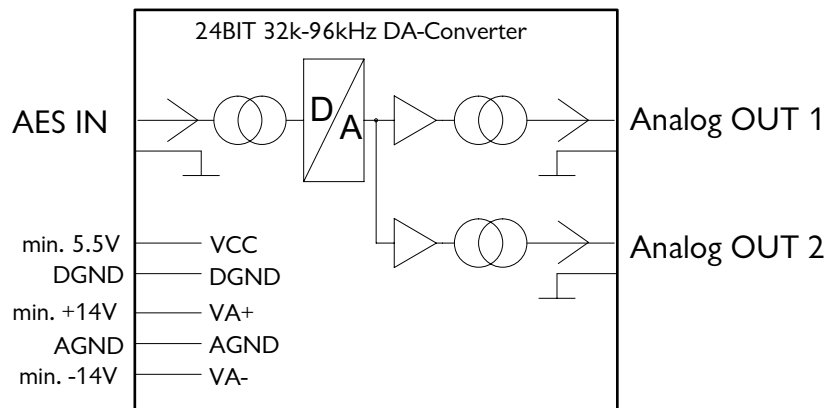 24BIT 32k-96kHz DA-Converter
AES IN
D
A
Analog OUT 1
Analog OUT 2
min. 5.5V VCC
DGND DGND
min. +14V VA+
AGND AGND
min. -14V VA-